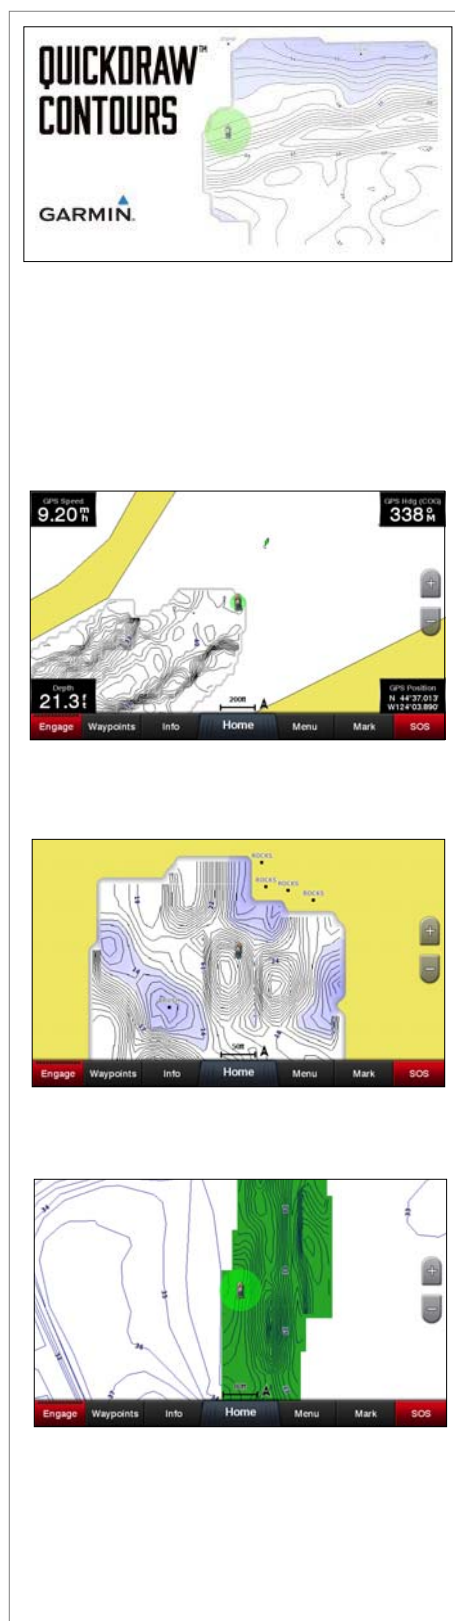 QUICKDRAW™
CONTOURS
GARMIN
GPS Speed
9.20 m h
GPS Hdg (COG)
338° M
Depth
21.3 f t
GPS Position
N 44°37.013'
W124°03.890'
200ft
Engage Waypoints Info Home Menu Mark SOS
ROCKS
ROCKS ROCKS
ROCKS
50ft
Engage Waypoints Info Home Menu Mark SOS
Engage Waypoints Info Home Menu Mark SOS